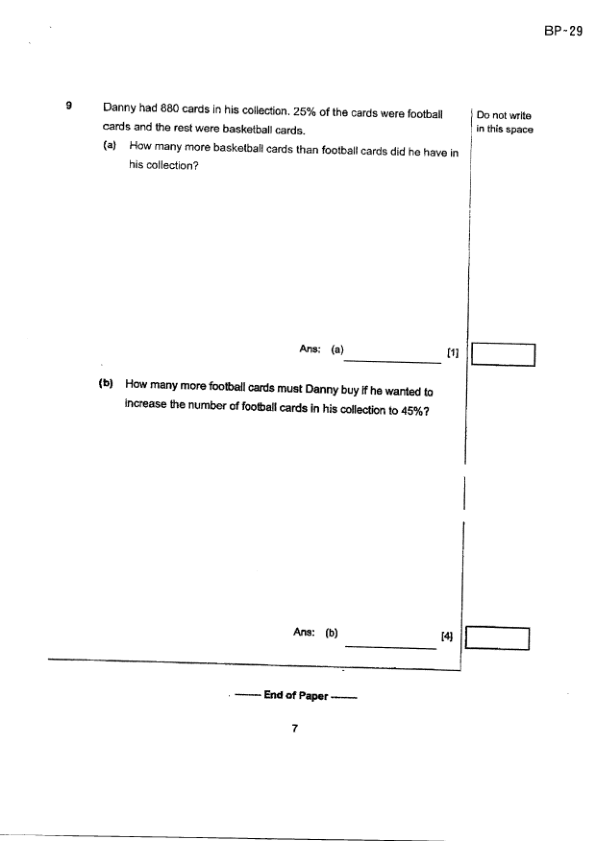 BP-29
9 Danny had 880 cards in his collection. 25% of the cards were football
cards and the rest were basketball cards.
(a) How many more basketball cards than football cards did he have in
his collection?
Do not write
in this space
Ans: (a) ____________ [1]
(b) How many more football cards must Danny buy if he wanted to
increase the number of football cards in his collection to 45%?
Ans: (b) ____________ [4]
—— End of Paper ——
7